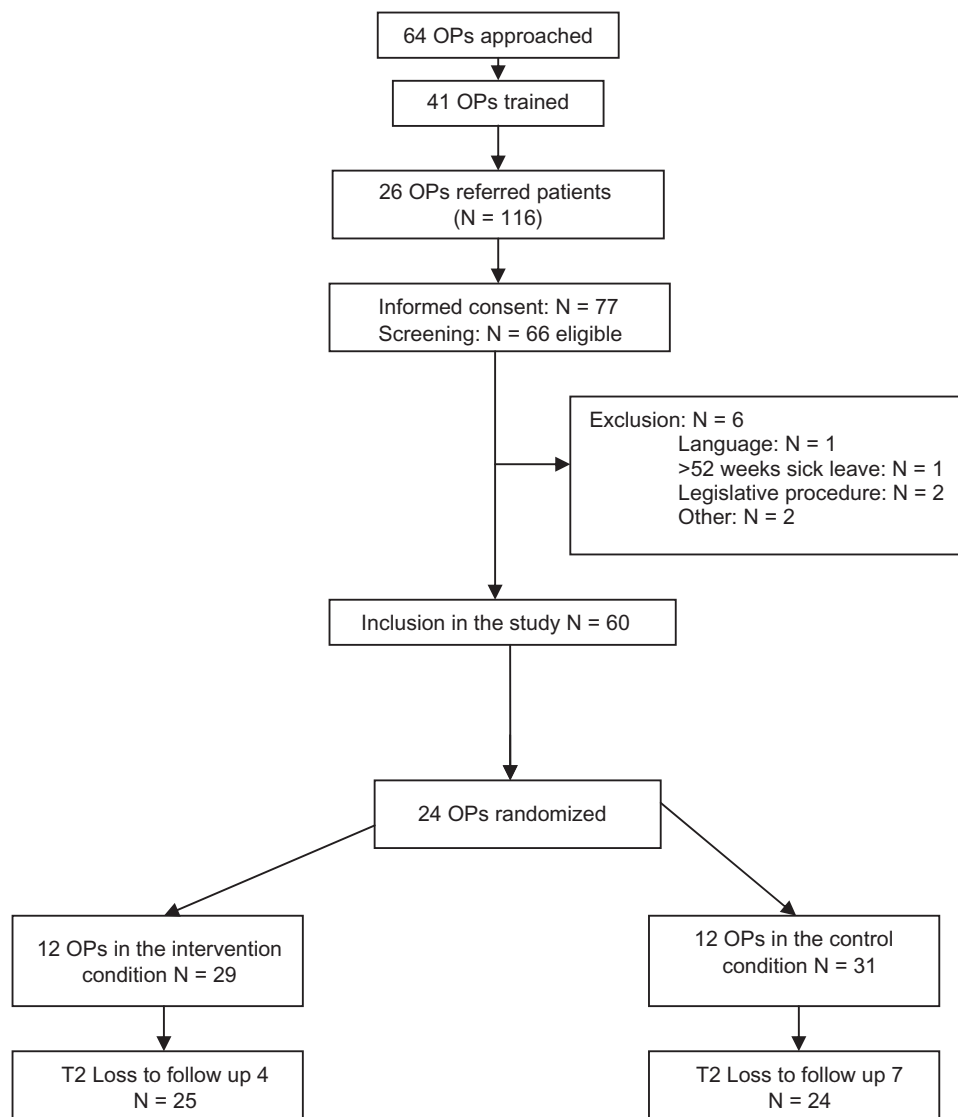 64 OPs approached
41 OPs trained
26 OPs referred patients
(N = 116)
Informed consent: N = 77
Screening: N = 66 eligible
Exclusion: N = 6
Language: N = 1
>52 weeks sick leave: N = 1
Legislative procedure: N = 2
Other: N = 2
Inclusion in the study N = 60
24 OPs randomized
12 OPs in the intervention
condition N = 29
12 OPs in the control
condition N = 31
T2 Loss to follow up 4
N = 25
T2 Loss to follow up 7
N = 24